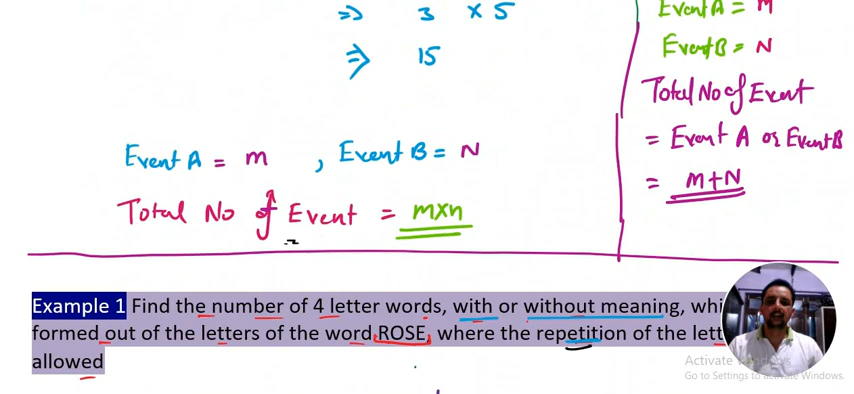 ⇒ 3 × 5
⇒ 15
Event A = m , Event B = N
Total No of Event = m×n
Event A = M
Event B = N
Total No of Event
= Event A or Event B
= M+N
Example 1 Find the number of 4 letter words, with or without meaning,
formed out of the letters of the word ROSE, where the repetition of the
allowed
Activate Windows
Go to Settings to activate Windows.